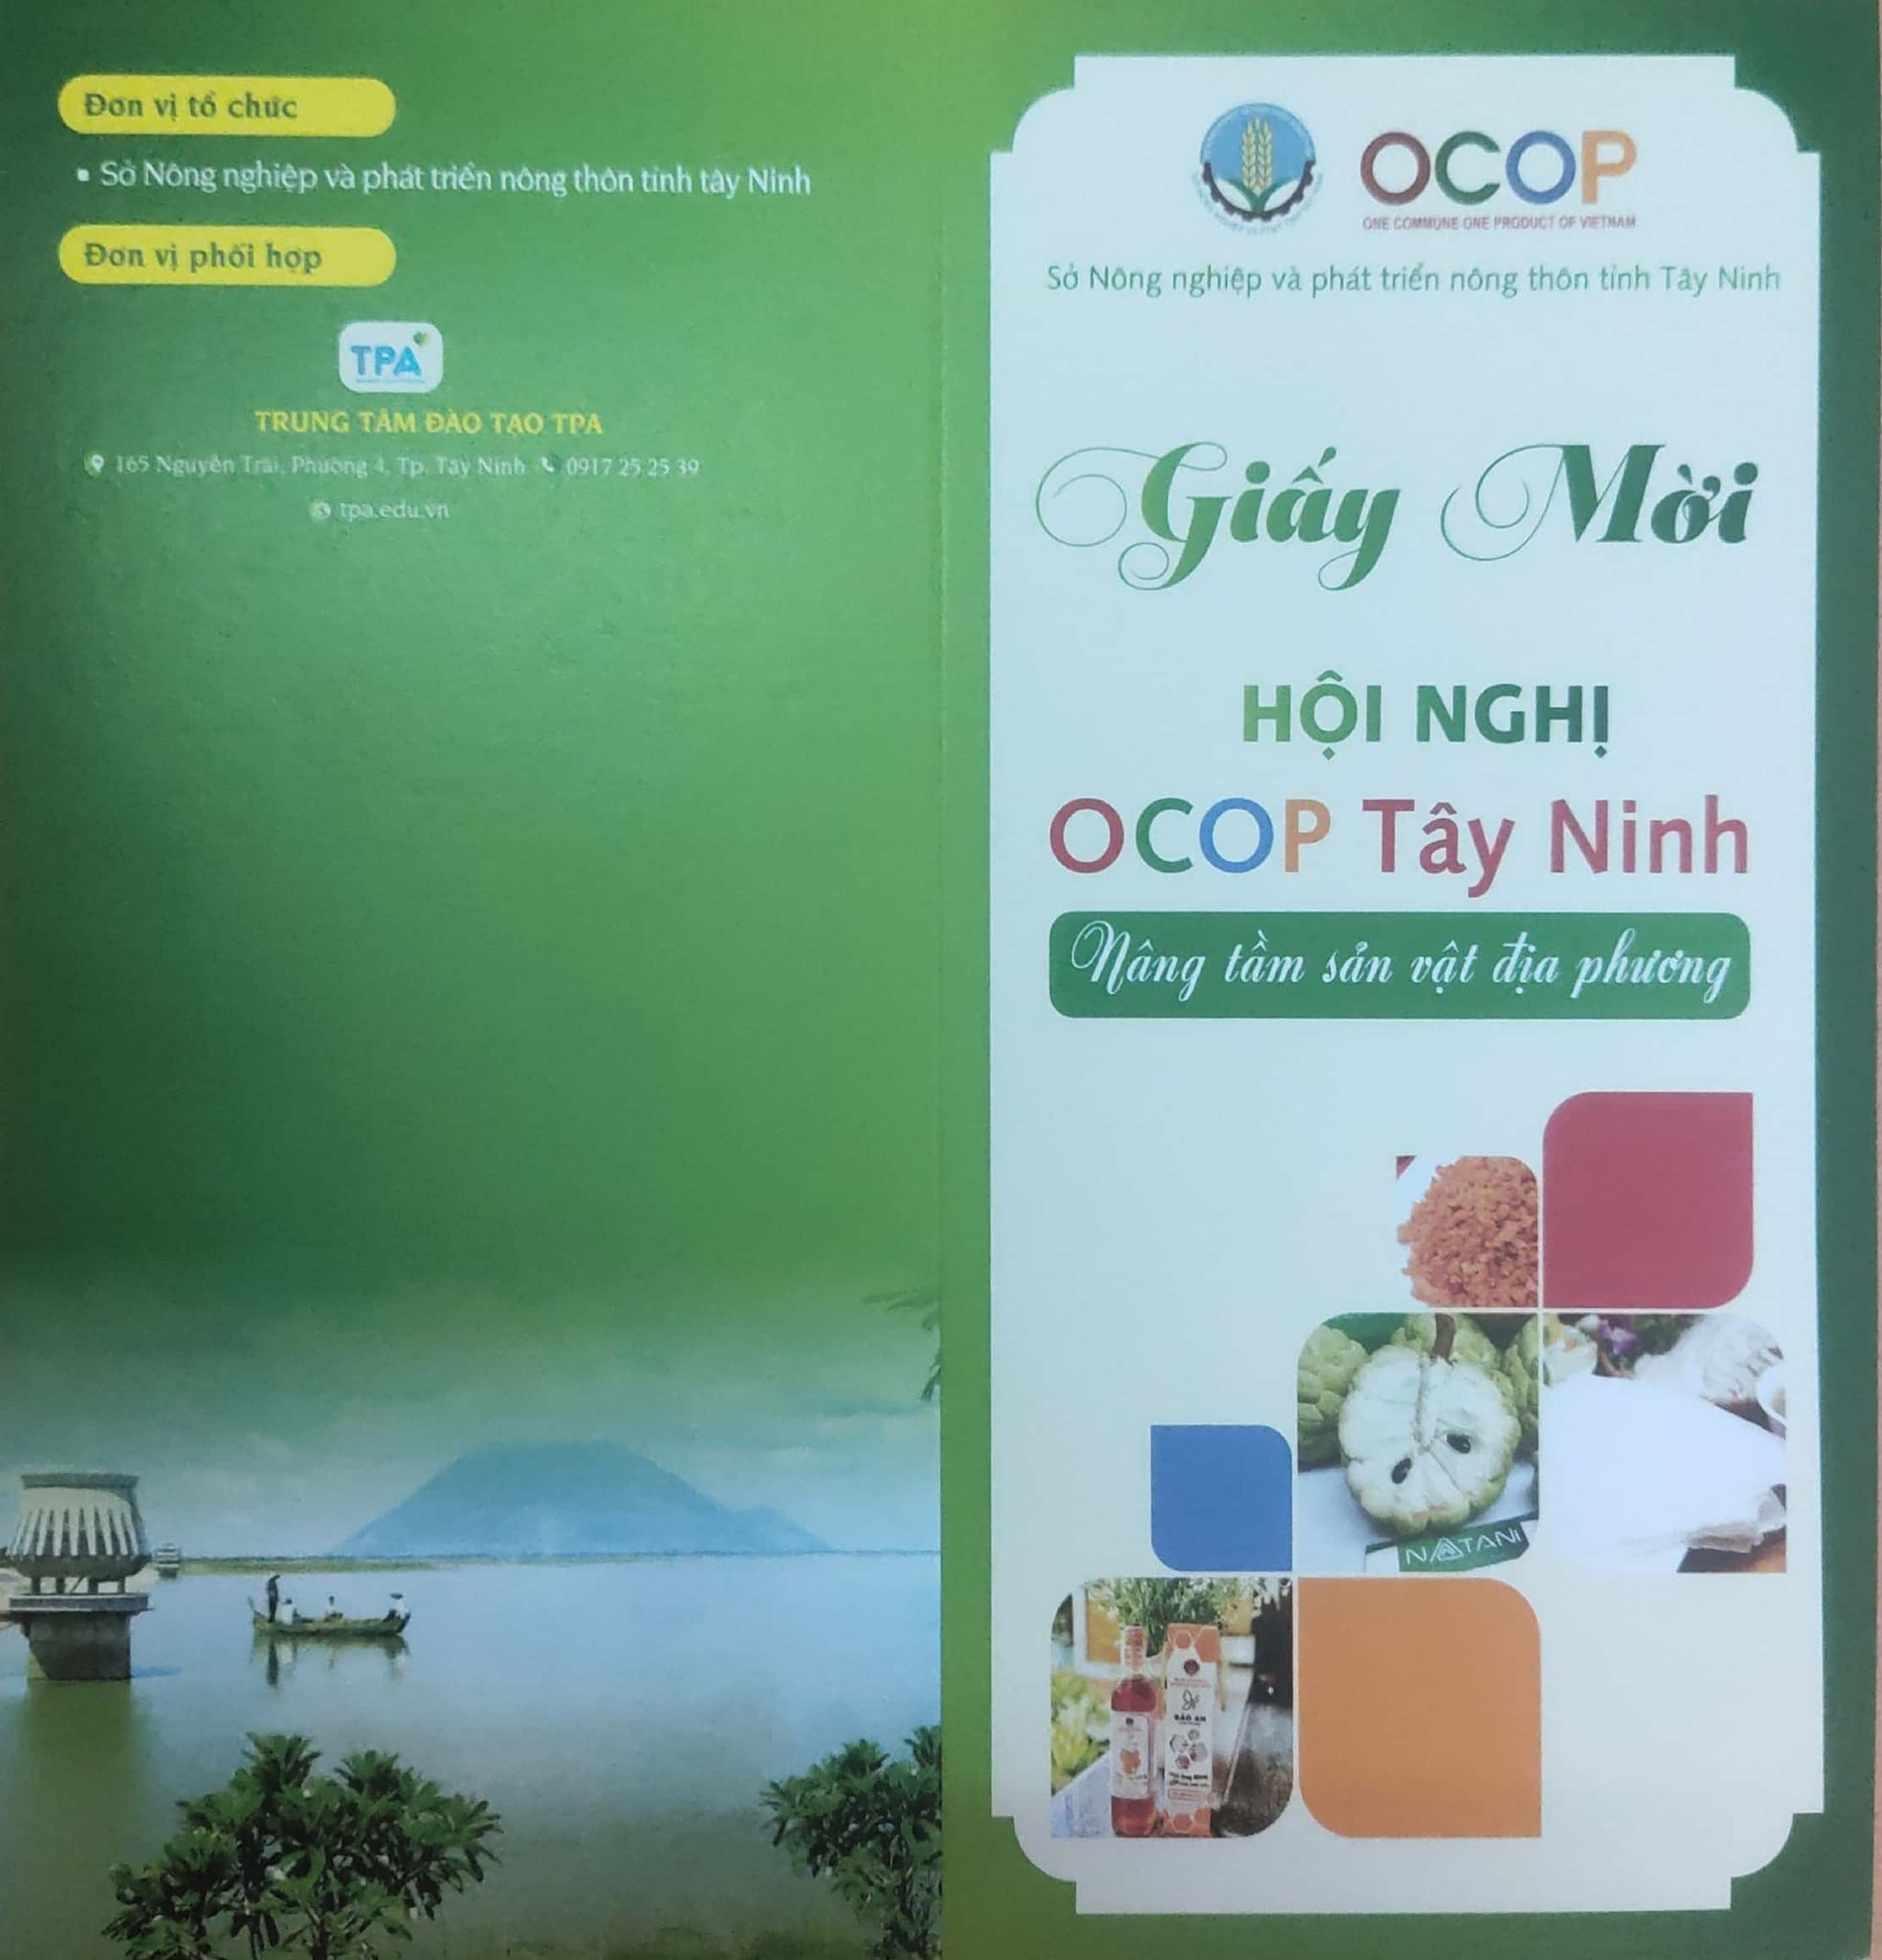 Đơn vị tổ chức
▪ Sở Nông nghiệp và phát triển nông thôn tỉnh tây Ninh
Đơn vị phối hợp
TPA
TRUNG TÂM ĐÀO TẠO TPA
165 Nguyễn Trãi, Phường 4, Tp. Tây Ninh 0917 25 25 39
tpa.edu.vn
OCOP
ONE COMMUNE ONE PRODUCT OF VIETNAM
Sở Nông nghiệp và phát triển nông thôn tỉnh Tây Ninh
Giấy Mời
HỘI NGHỊ
OCOP Tây Ninh
Nâng tầm sản vật địa phương
NATANI
BẢO AN